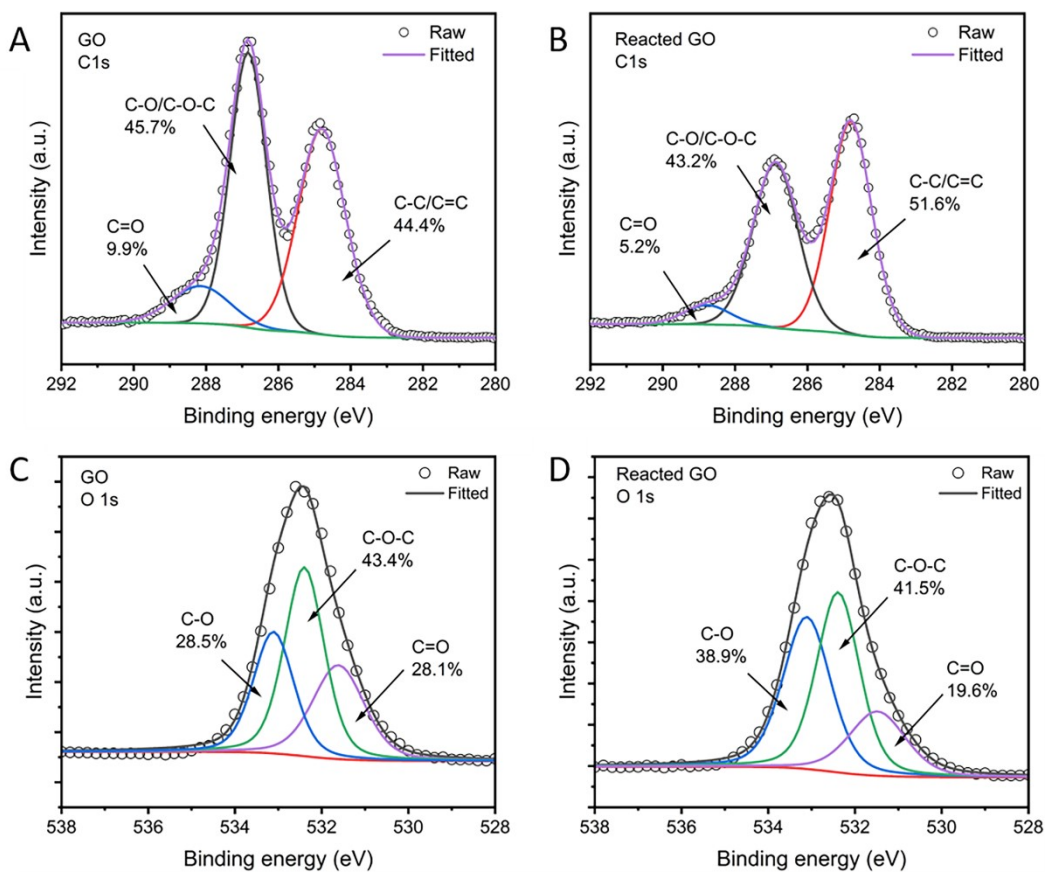 A
GO
C1s
Raw
Fitted
C-O/C-O-C
45.7%
C=O
9.9%
C-C/C=C
44.4%
Intensity (a.u.)
292 290 288 286 284 282 280
Binding energy (eV)
B
Reacted GO
C1s
Raw
Fitted
C-O/C-O-C
43.2%
C=O
5.2%
C-C/C=C
51.6%
Intensity (a.u.)
292 290 288 286 284 282 280
Binding energy (eV)
C
GO
O 1s
Raw
Fitted
C-O-C
43.4%
C-O
28.5%
C=O
28.1%
Intensity (a.u.)
538 536 534 532 530 528
Binding energy (eV)
D
Reacted GO
O 1s
Raw
Fitted
C-O-C
41.5%
C-O
38.9%
C=O
19.6%
Intensity (a.u.)
538 536 534 532 530 528
Binding energy (eV)